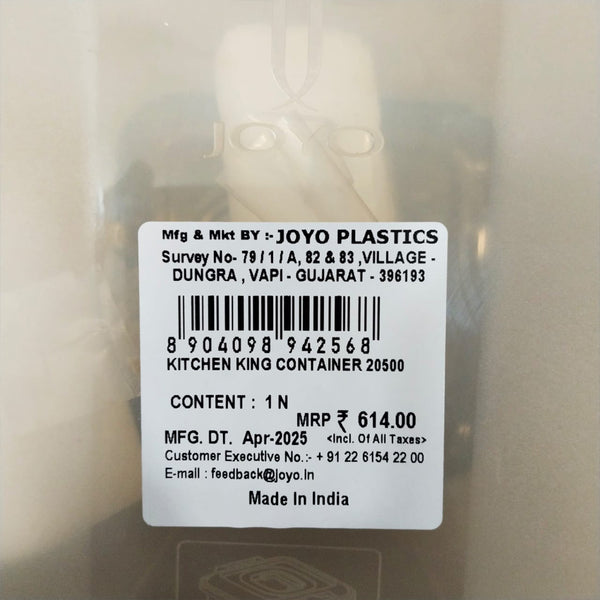 JOYO
Mfg & Mkt BY :- JOYO PLASTICS
Survey No- 79 / 1 / A, 82 & 83 ,VILLAGE -
DUNGRA , VAPI - GUJARAT - 396193
8 904098 942568
KITCHEN KING CONTAINER 20500
CONTENT : 1 N
MRP ₹ 614.00
MFG. DT. Apr-2025 <Incl. Of All Taxes>
Customer Executive No.:- + 91 22 6154 22 00
E-mail : feedback@joyo.in
Made In India